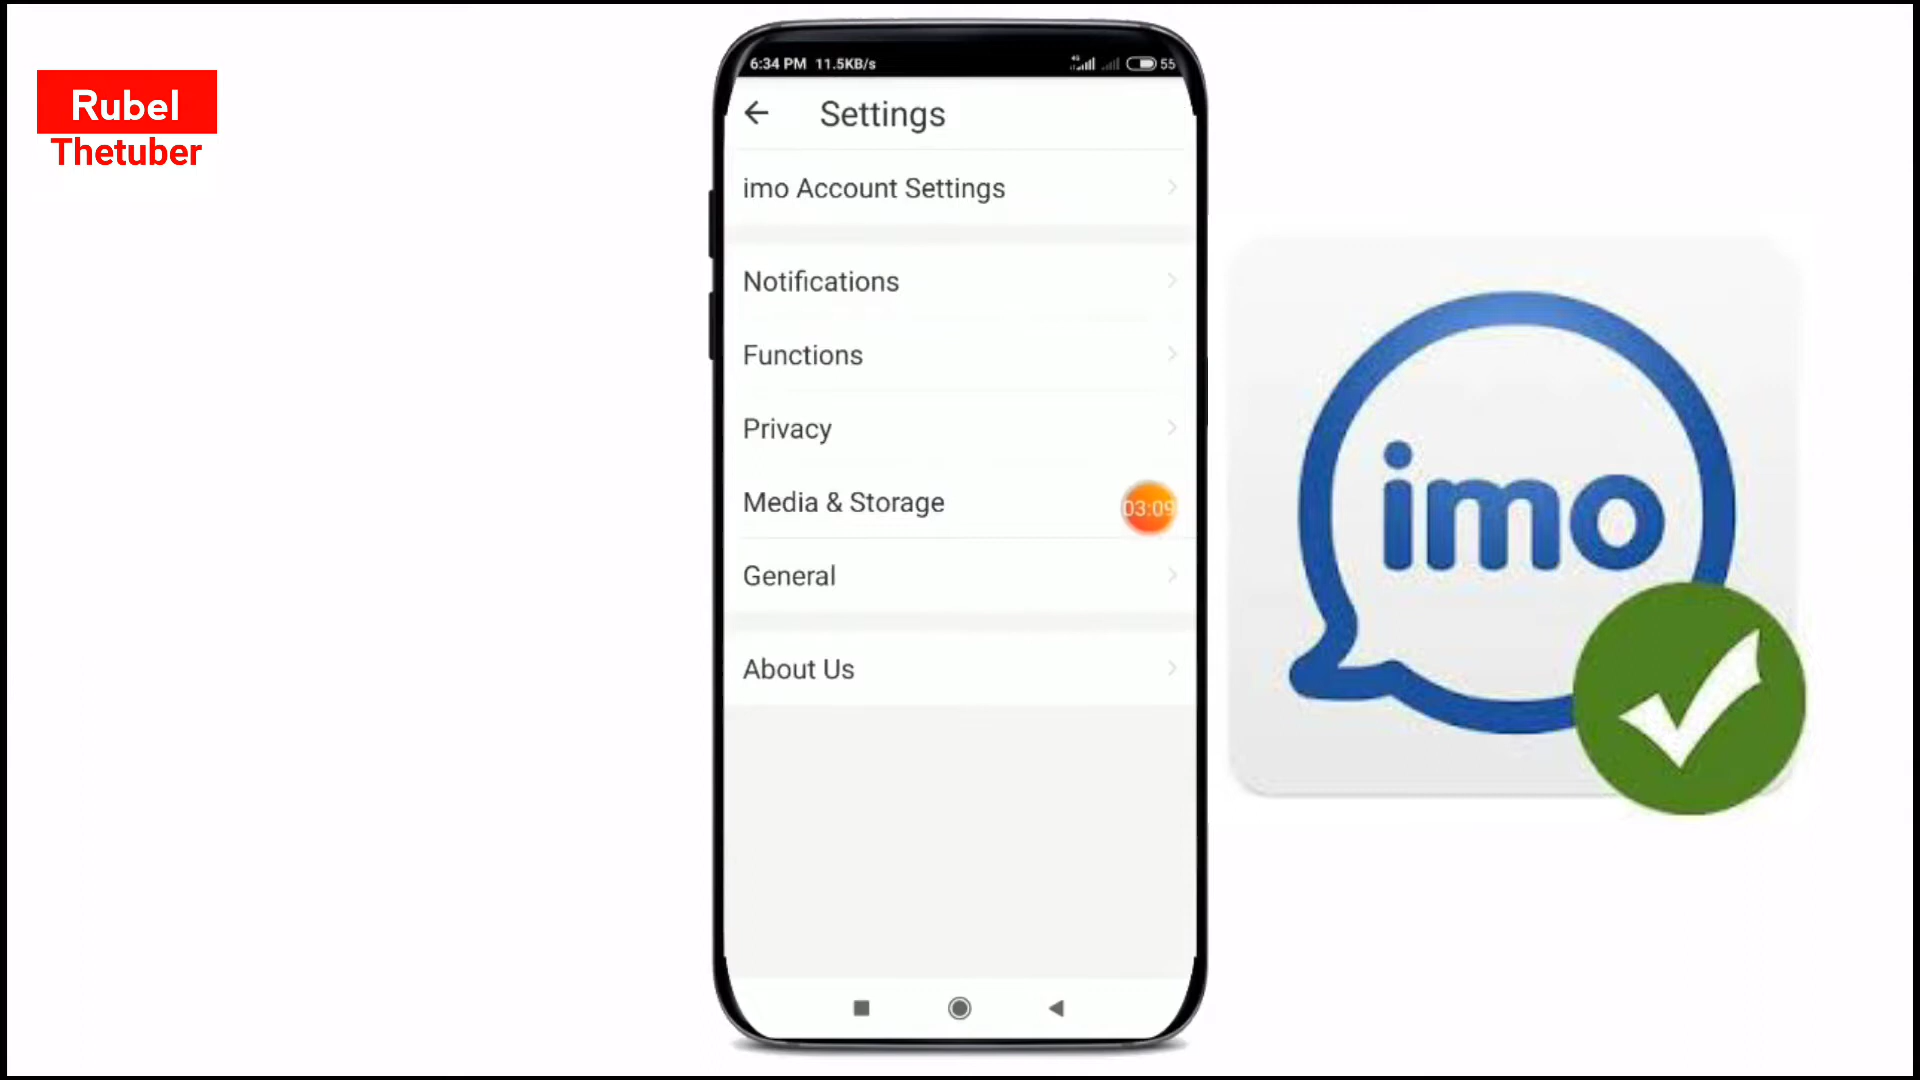 Rubel
Thetuber
6:34 PM 11.5KB/s
4G
55
Settings
imo Account Settings
Notifications
Functions
Privacy
Media & Storage
03:09
General
About Us
imo